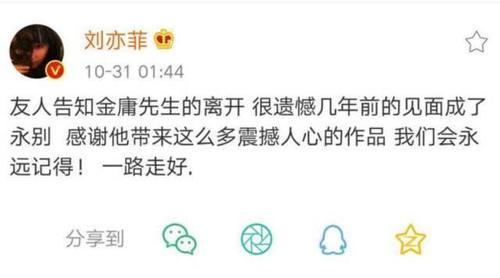 刘亦菲
10-31 01:44
友人告知金庸先生的离开 很遗憾几年前的见面成了
永别 感谢他带来这么多震撼人心的作品 我们会永
远记得！ 一路走好.
分享到